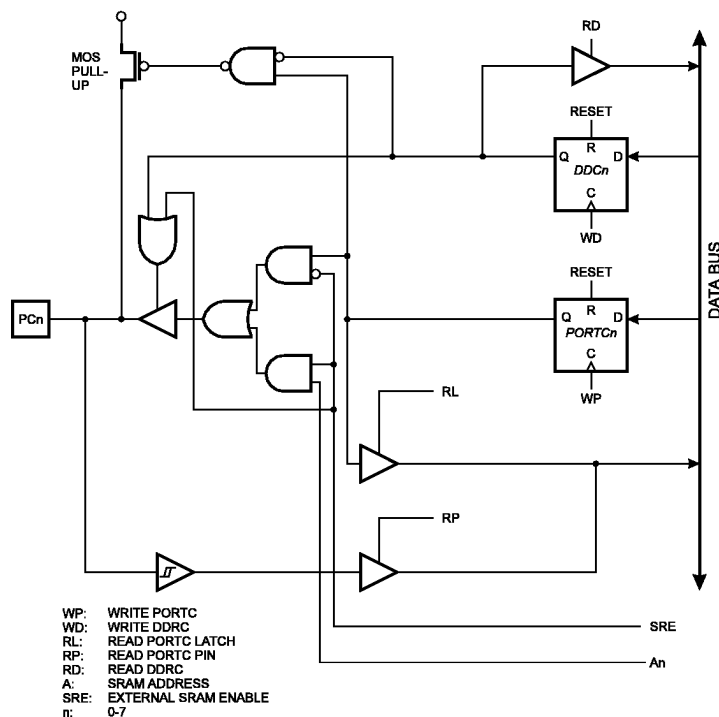 RD
MOS
PULL-
UP
RESET
R
Q
D
DDCn
C
WD
DATA BUS
RESET
R
Q
D
PCn
PORTCn
C
WP
RL
RP
WP: WRITE PORTC
WD: WRITE DDRC
RL: READ PORTC LATCH
RP: READ PORTC PIN
RD: READ DDRC
A: SRAM ADDRESS
SRE: EXTERNAL SRAM ENABLE
n: 0-7
SRE
An